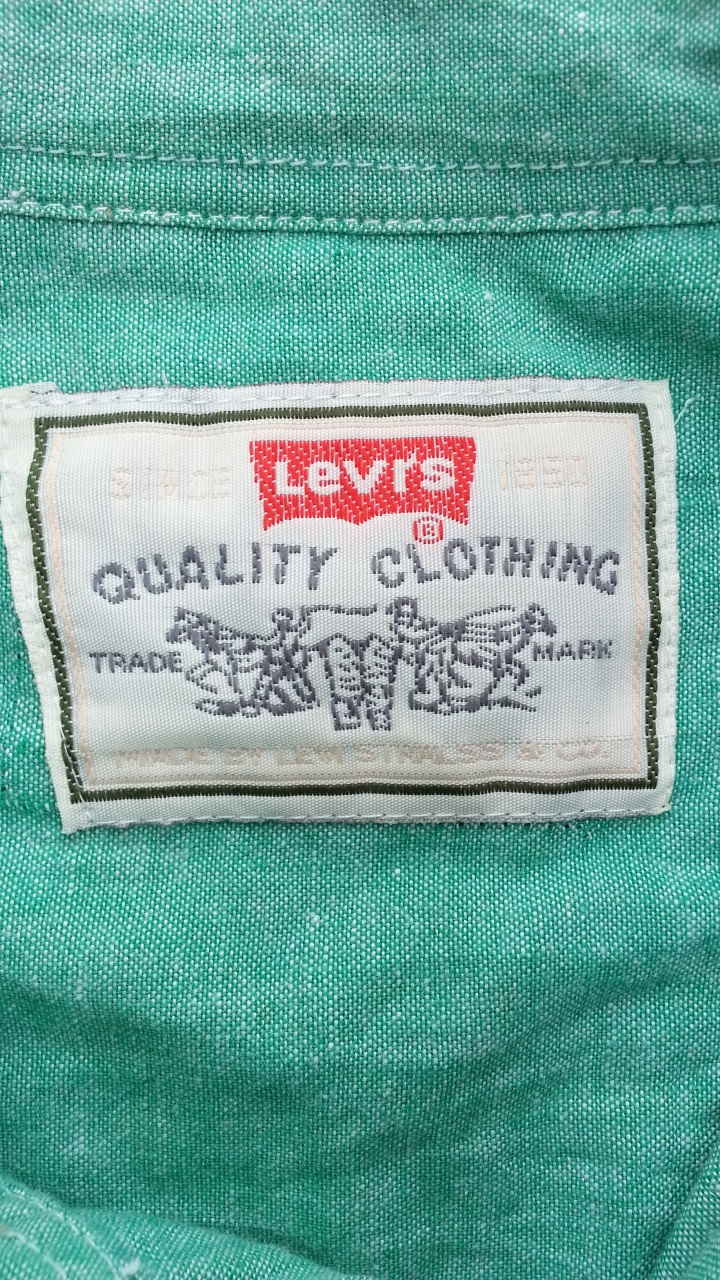 SINCE Levi's 1850
®
QUALITY CLOTHING
TRADE MARK
MADE BY LEVI STRAUSS & CO.